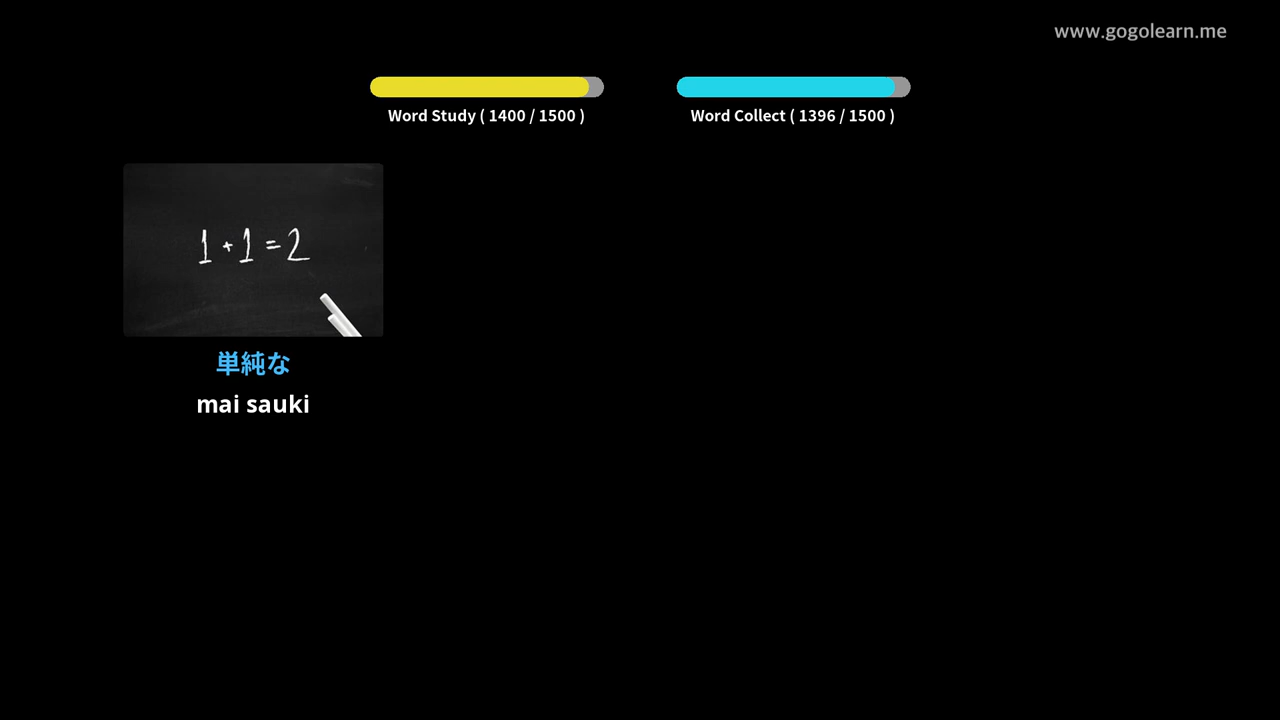 www.gogolearn.me
Word Study ( 1400 / 1500 )
Word Collect ( 1396 / 1500 )
1 + 1 = 2
単純な
mai sauki